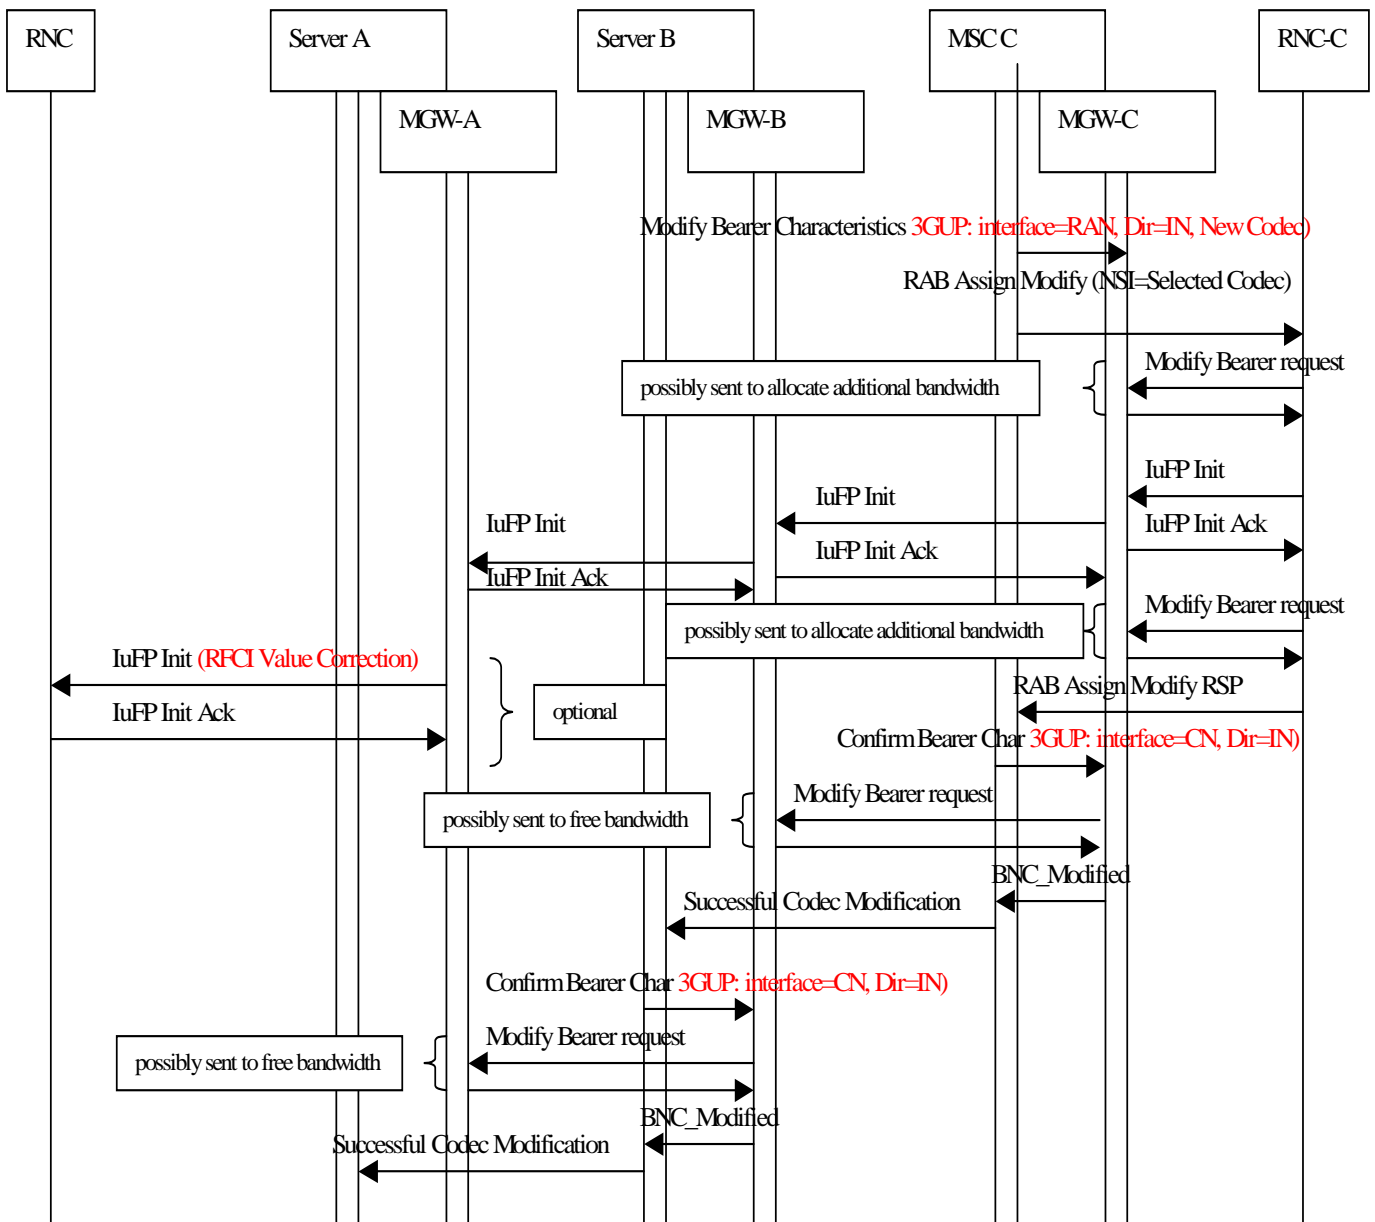 RNC
Server A
Server B
MSC C
RNC-C
MGW-A
MGW-B
MGW-C
Modify Bearer Characteristics 3GUP: interface=RAN, Dir=IN, New Codec)
RAB Assign Modify (NSI=Selected Codec)
Modify Bearer request
possibly sent to allocate additional bandwidth
IuFP Init
IuFP Init
IuFP Init
IuFP Init Ack
IuFP Init Ack
IuFP Init Ack
Modify Bearer request
possibly sent to allocate additional bandwidth
IuFP Init (RFCI Value Correction)
RAB Assign Modify RSP
IuFP Init Ack
optional
Confirm Bearer Char 3GUP: interface=CN, Dir=IN)
Modify Bearer request
possibly sent to free bandwidth
BNC_Modified
Successful Codec Modification
Confirm Bearer Char 3GUP: interface=CN, Dir=IN)
Modify Bearer request
possibly sent to free bandwidth
BNC_Modified
Successful Codec Modification